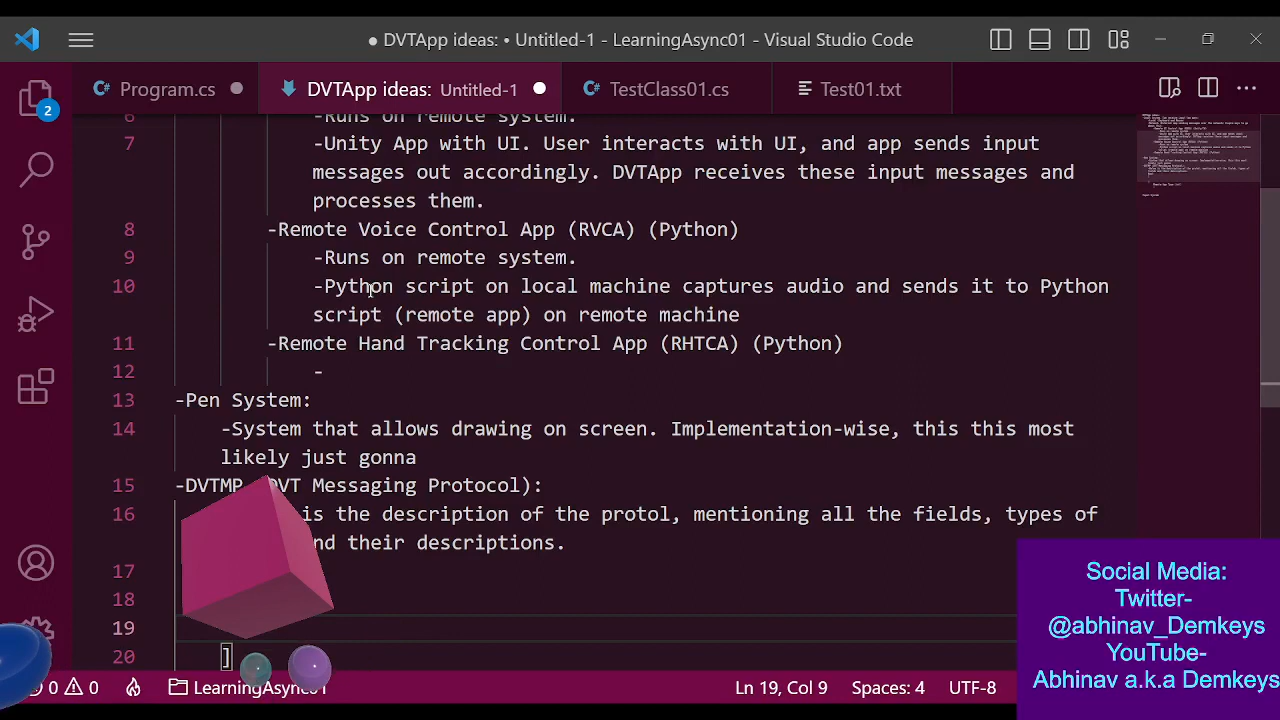 ● DVTApp ideas: • Untitled-1 - LearningAsync01 - Visual Studio Code
Program.cs
DVTApp ideas: Untitled-1
TestClass01.cs
Test01.txt
2
-Runs on remote system.
7 -Unity App with UI. User interacts with UI, and app sends input
messages out accordingly. DVTApp receives these input messages and
processes them.
8 -Remote Voice Control App (RVCA) (Python)
9 -Runs on remote system.
10 -Python script on local machine captures audio and sends it to Python
script (remote app) on remote machine
11 -Remote Hand Tracking Control App (RHTCA) (Python)
12 -
13 -Pen System:
14 -System that allows drawing on screen. Implementation-wise, this this most
likely just gonna
15 -DVTMP DVT Messaging Protocol):
16 is the description of the protol, mentioning all the fields, types of
and their descriptions.
17
18
19
20 ]
0 0
LearningAsync01
Ln 19, Col 9
Spaces: 4
UTF-8
Social Media:
Twitter-
@abhinav_Demkeys
YouTube-
Abhinav a.k.a Demkeys